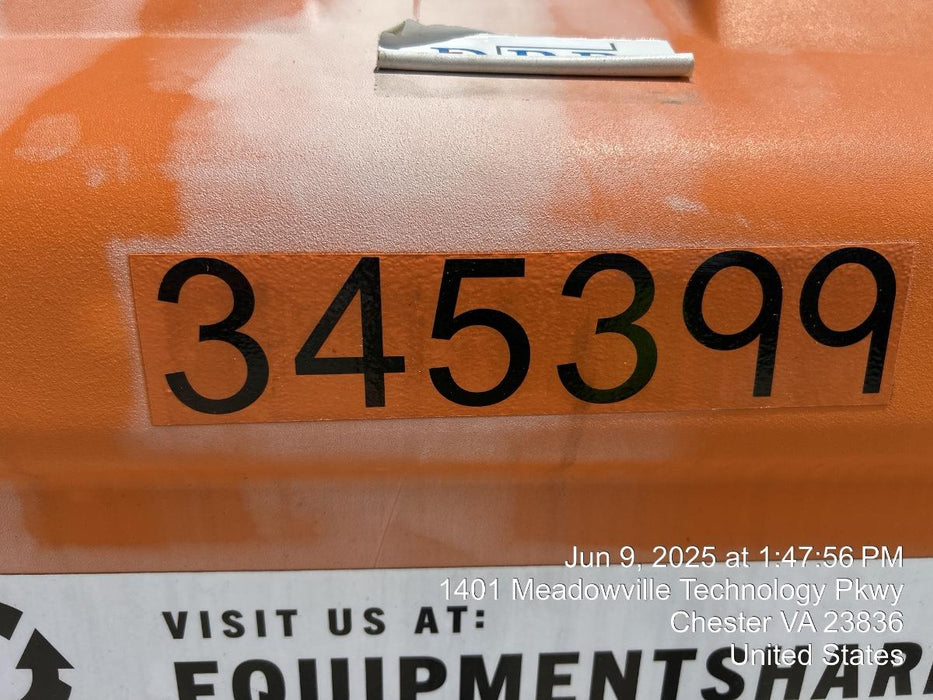 345399
Jun 9, 2025 at 1:47:56 PM
1401 Meadowville Technology Pkwy
Chester VA 23836
United States
VISIT US AT:
EQUIPMENTSHAR